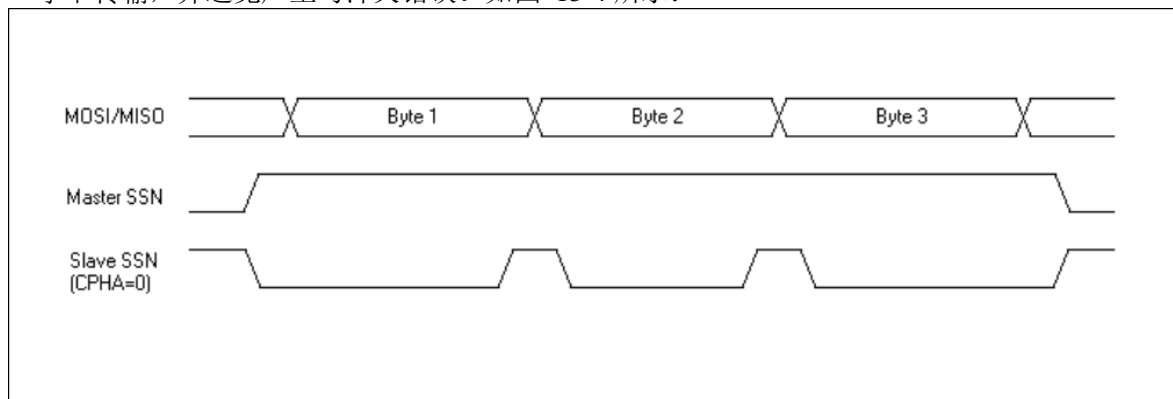 MOSI/MISO
Byte 1
Byte 2
Byte 3
Master SSN
Slave SSN
(CPHA=0)